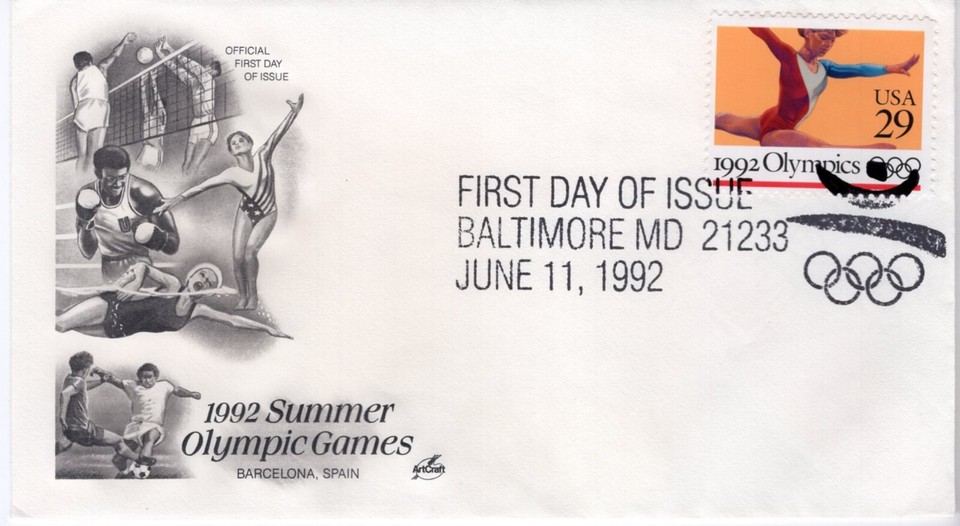 OFFICIAL
FIRST DAY
OF ISSUE
USA
29
1992 Olympics
FIRST DAY OF ISSUE
BALTIMORE MD 21233
JUNE 11, 1992
U
1992 Summer
Olympic Games
BARCELONA, SPAIN
ArtCraft